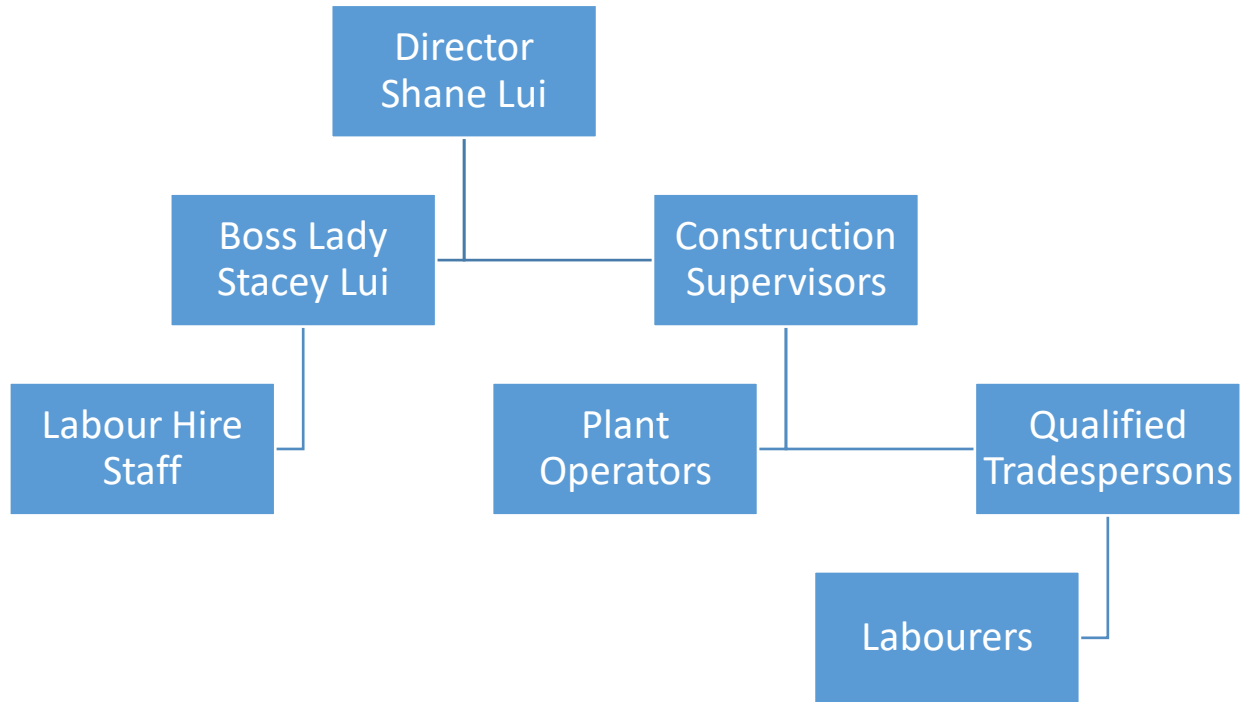 Director
Shane Lui
Boss Lady
Stacey Lui
Construction
Supervisors
Labour Hire
Staff
Plant
Operators
Qualified
Tradespersons
Labourers